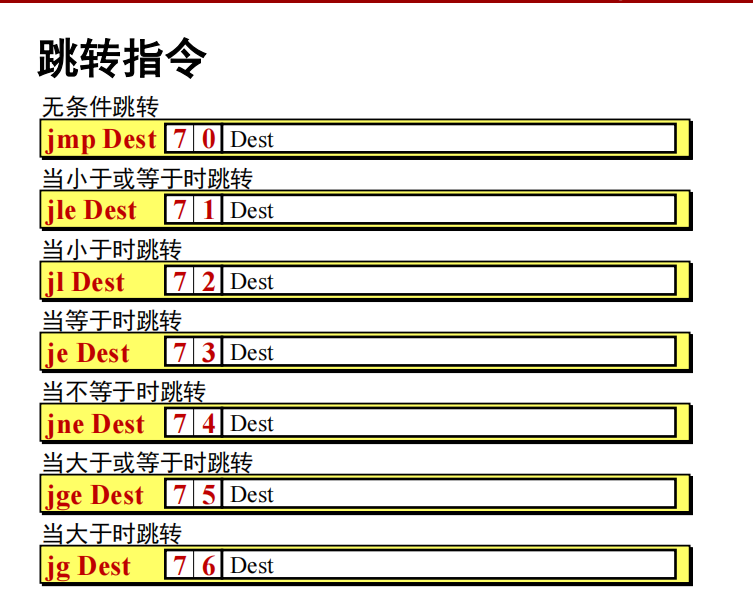 跳转指令
无条件跳转
jmp Dest 7 0 Dest
当小于或等于时跳转
jle Dest 7 1 Dest
当小于时跳转
jl Dest 7 2 Dest
当等于时跳转
je Dest 7 3 Dest
当不等于时跳转
jne Dest 7 4 Dest
当大于或等于时跳转
jge Dest 7 5 Dest
当大于时跳转
jg Dest 7 6 Dest